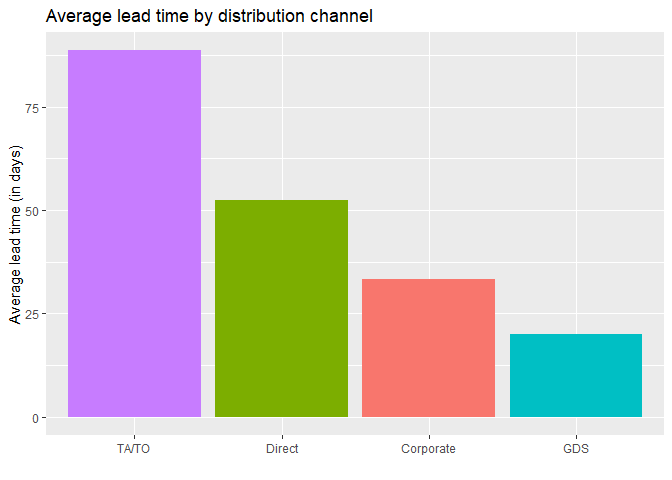 Average lead time by distribution channel
Average lead time (in days)
75
50
25
0
TA/TO Direct Corporate GDS